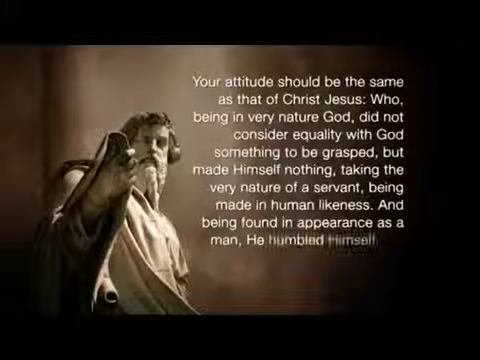 Your attitude should be the same
as that of Christ Jesus: Who,
being in very nature God, did not
consider equality with God
something to be grasped, but
made Himself nothing, taking the
very nature of a servant, being
made in human likeness. And
being found in appearance as a
man, He humbled Himself